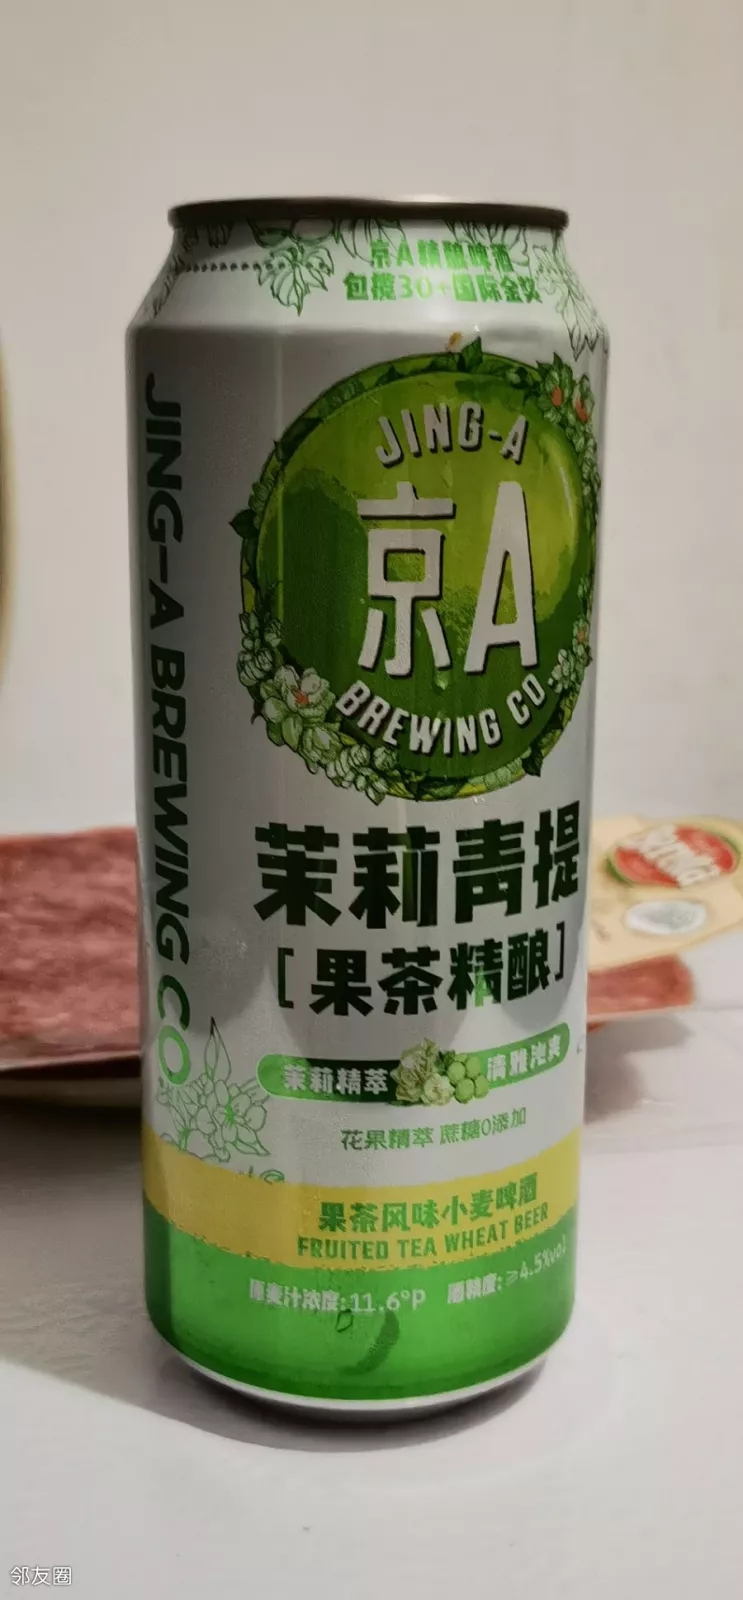 京A精酿啤酒
包揽30+国际金奖
JING-A
京A
BREWING CO
JING-A BREWING CO
茉莉青提
[果茶精酿]
茉莉精萃
清雅泡爽
花果精萃 蔗糖0添加
果茶风味小麦啤酒
FRUITED TEA WHEAT BEER
原麦汁浓度:11.6°P 酒精度:≥4.5%vol
邻友圈